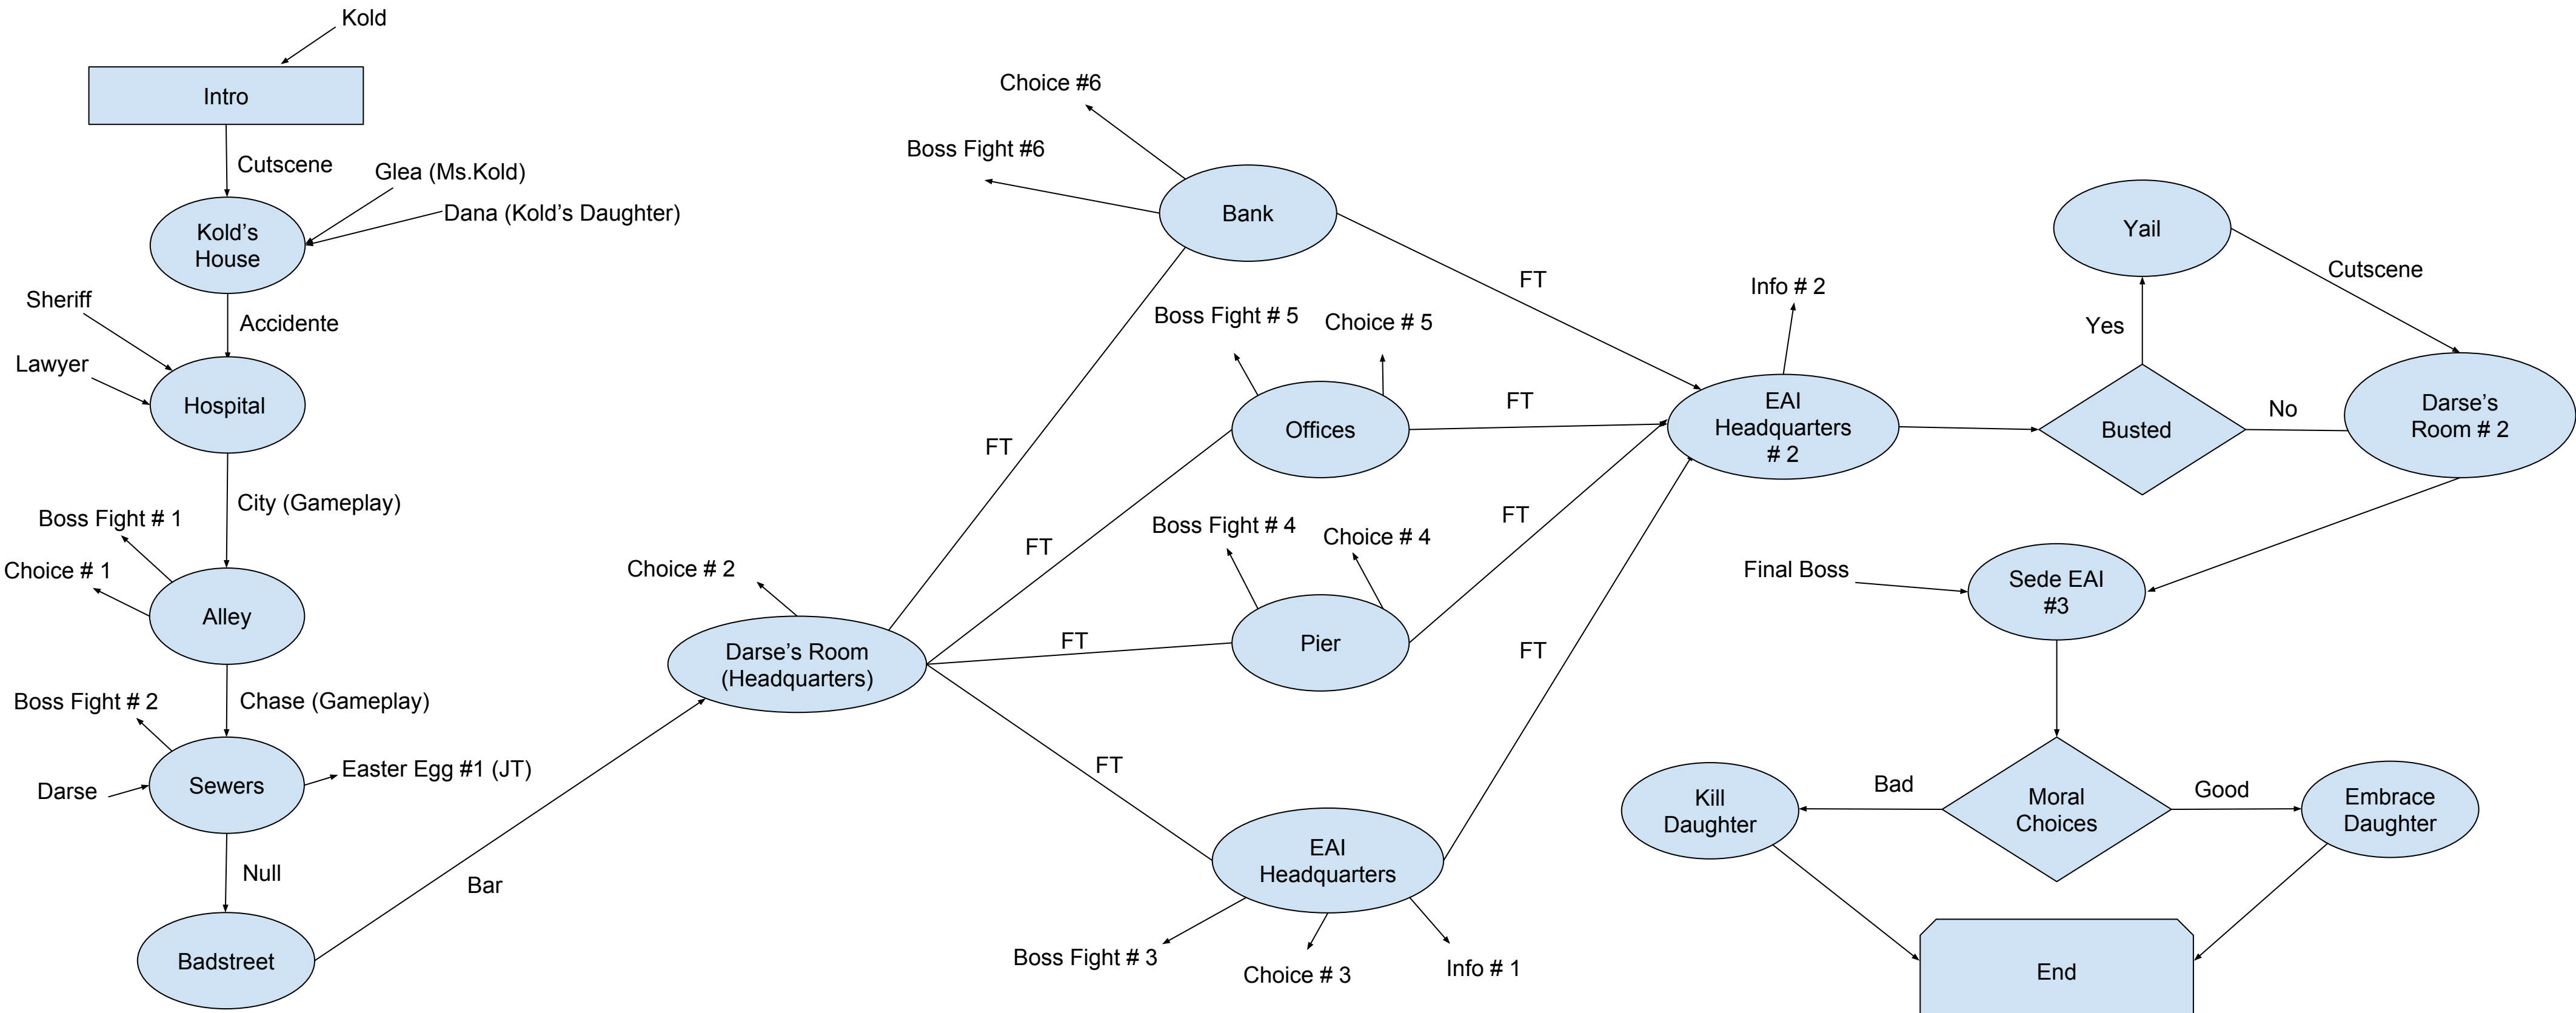 Kold
Intro
Cutscene
Glea (Ms.Kold)
Dana (Kold's Daughter)
Kold's
House
Sheriff
Accidente
Lawyer
Hospital
City (Gameplay)
Boss Fight # 1
Choice # 1
Alley
Chase (Gameplay)
Boss Fight # 2
Easter Egg #1 (JT)
Darse
Sewers
Null
Badstreet
Bar
Choice # 2
Darse's Room
(Headquarters)
FT
FT
FT
FT
Choice #6
Boss Fight #6
Bank
FT
Boss Fight # 5
Choice # 5
Offices
FT
Boss Fight # 4
Choice # 4
Pier
FT
EAI
Headquarters
FT
Boss Fight # 3
Choice # 3
Info # 1
Info # 2
EAI
Headquarters
# 2
Busted
Yes
Yail
Cutscene
No
Darse's
Room # 2
Final Boss
Sede EAI
#3
Moral
Choices
Bad
Kill
Daughter
Good
Embrace
Daughter
End